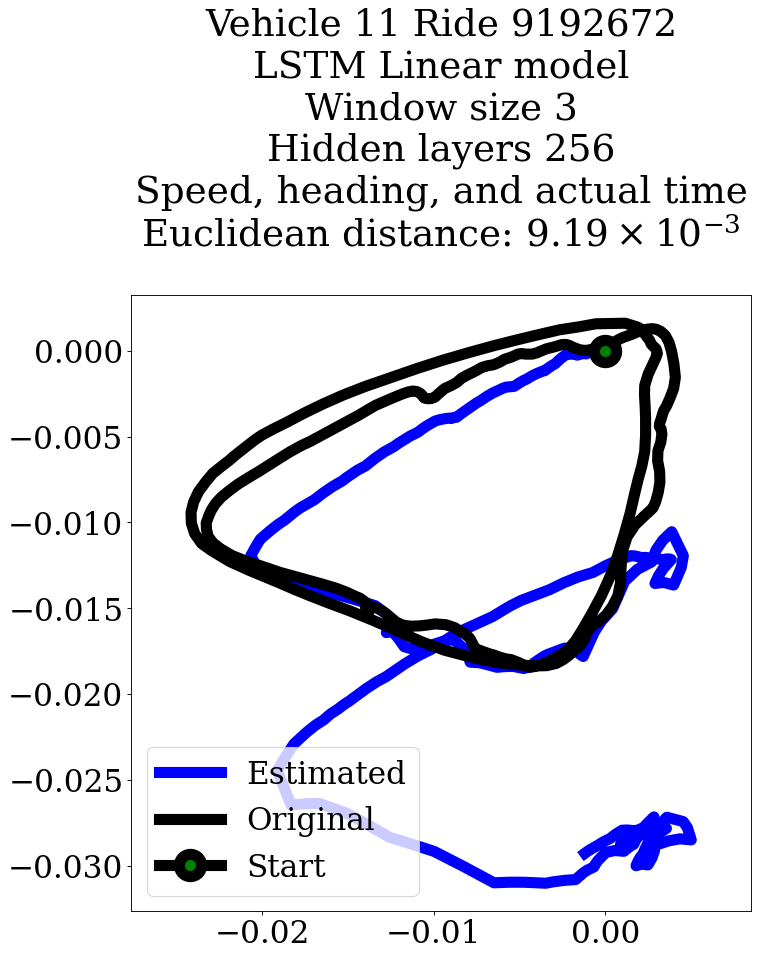 Vehicle 11 Ride 9192672
LSTM Linear model
Window size 3
Hidden layers 256
Speed, heading, and actual time
Euclidean distance: 9.19 × 10⁻³
0.000
−0.005
−0.010
−0.015
−0.020
−0.025
−0.030
Estimated
Original
Start
−0.02 −0.01 0.00